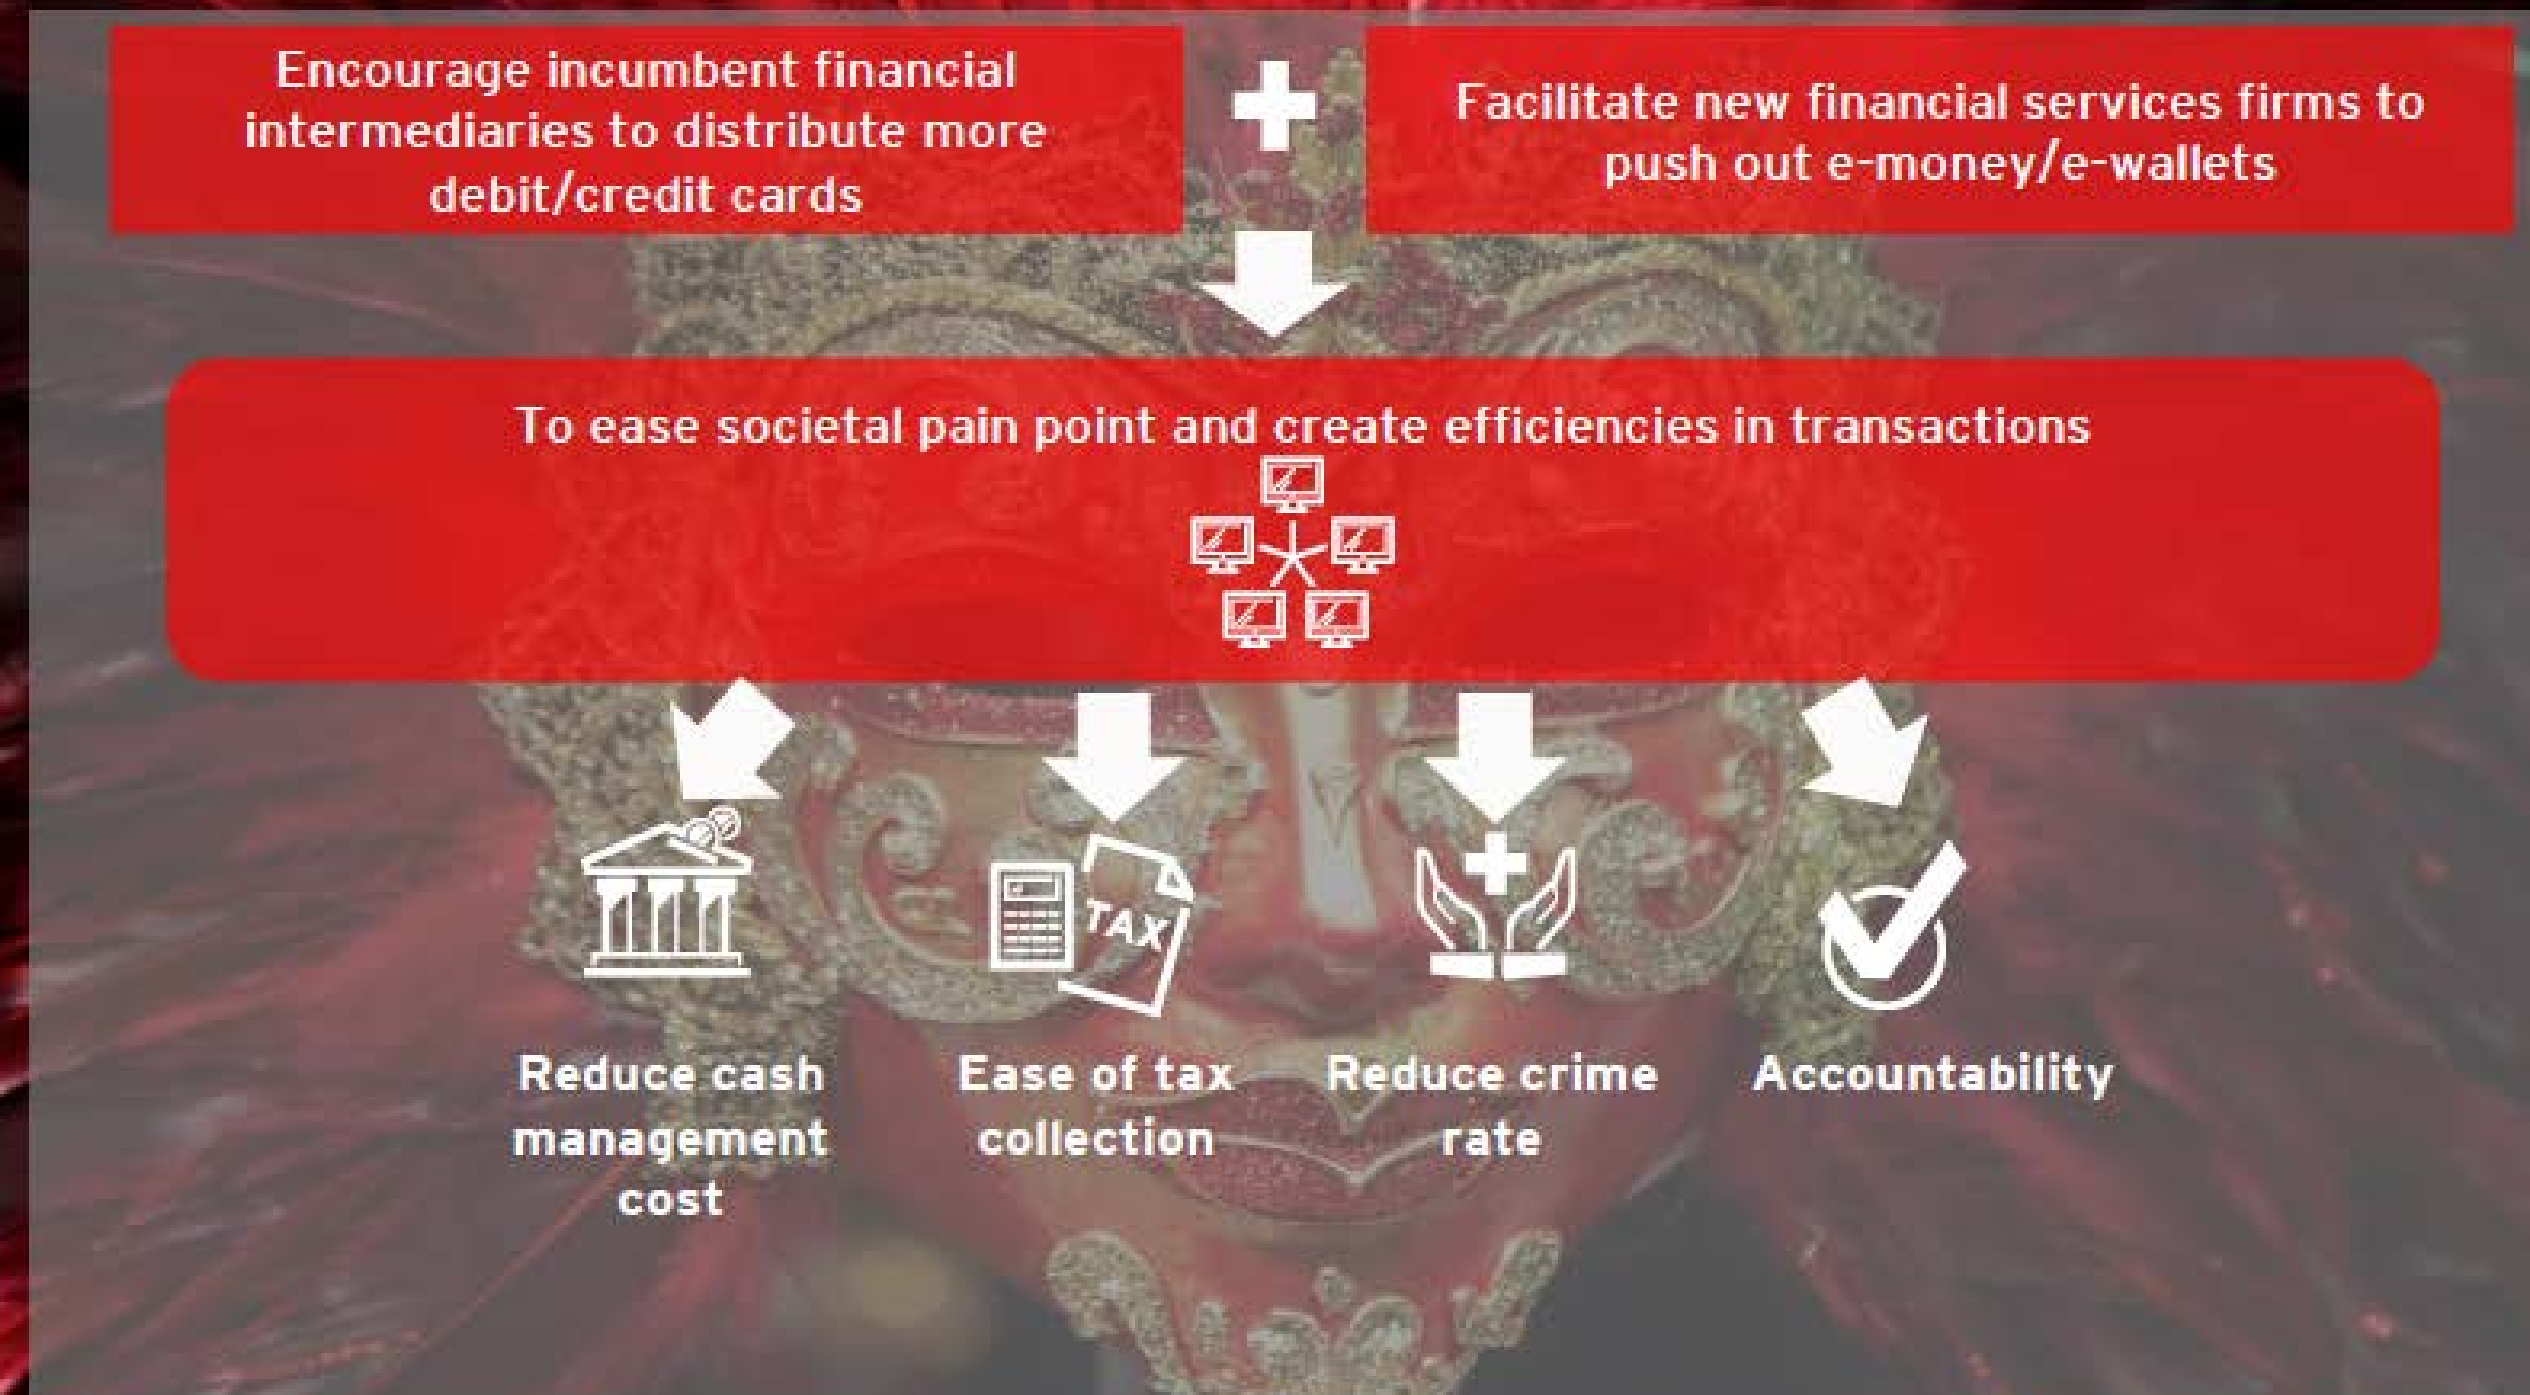 Encourage incumbent financial
intermediaries to distribute more
debit/credit cards
Facilitate new financial services firms to
push out e-money/e-wallets
To ease societal pain point and create efficiencies in transactions
TAX
Reduce cash
management
cost
Ease of tax
collection
Reduce crime
rate
Accountability